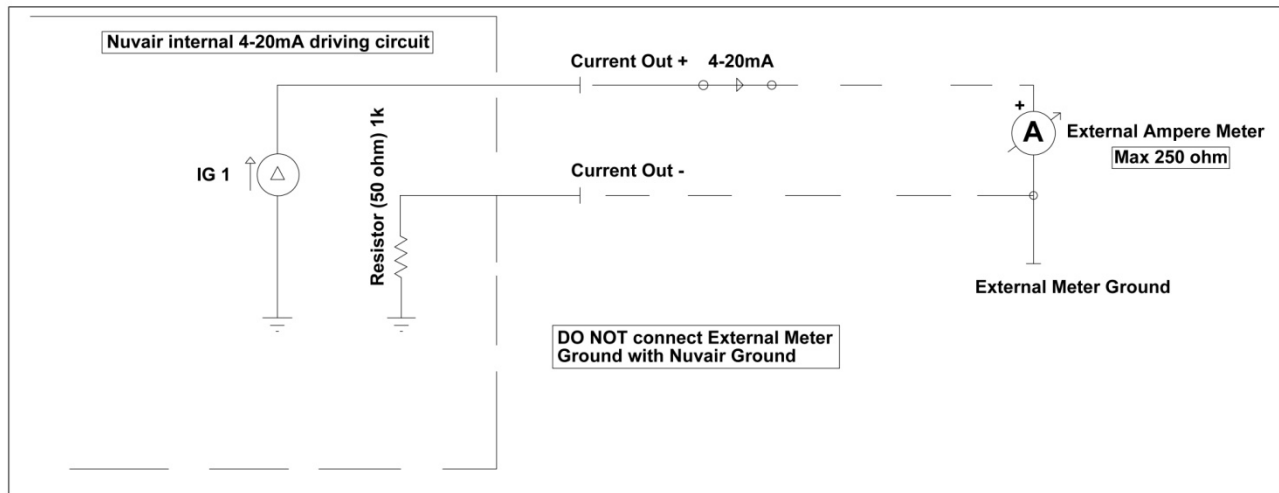 Nuvair internal 4-20mA driving circuit
Current Out +
4-20mA
+
A
External Ampere Meter
Max 250 ohm
IG 1
Resistor (50 ohm) 1k
Current Out -
External Meter Ground
DO NOT connect External Meter
Ground with Nuvair Ground